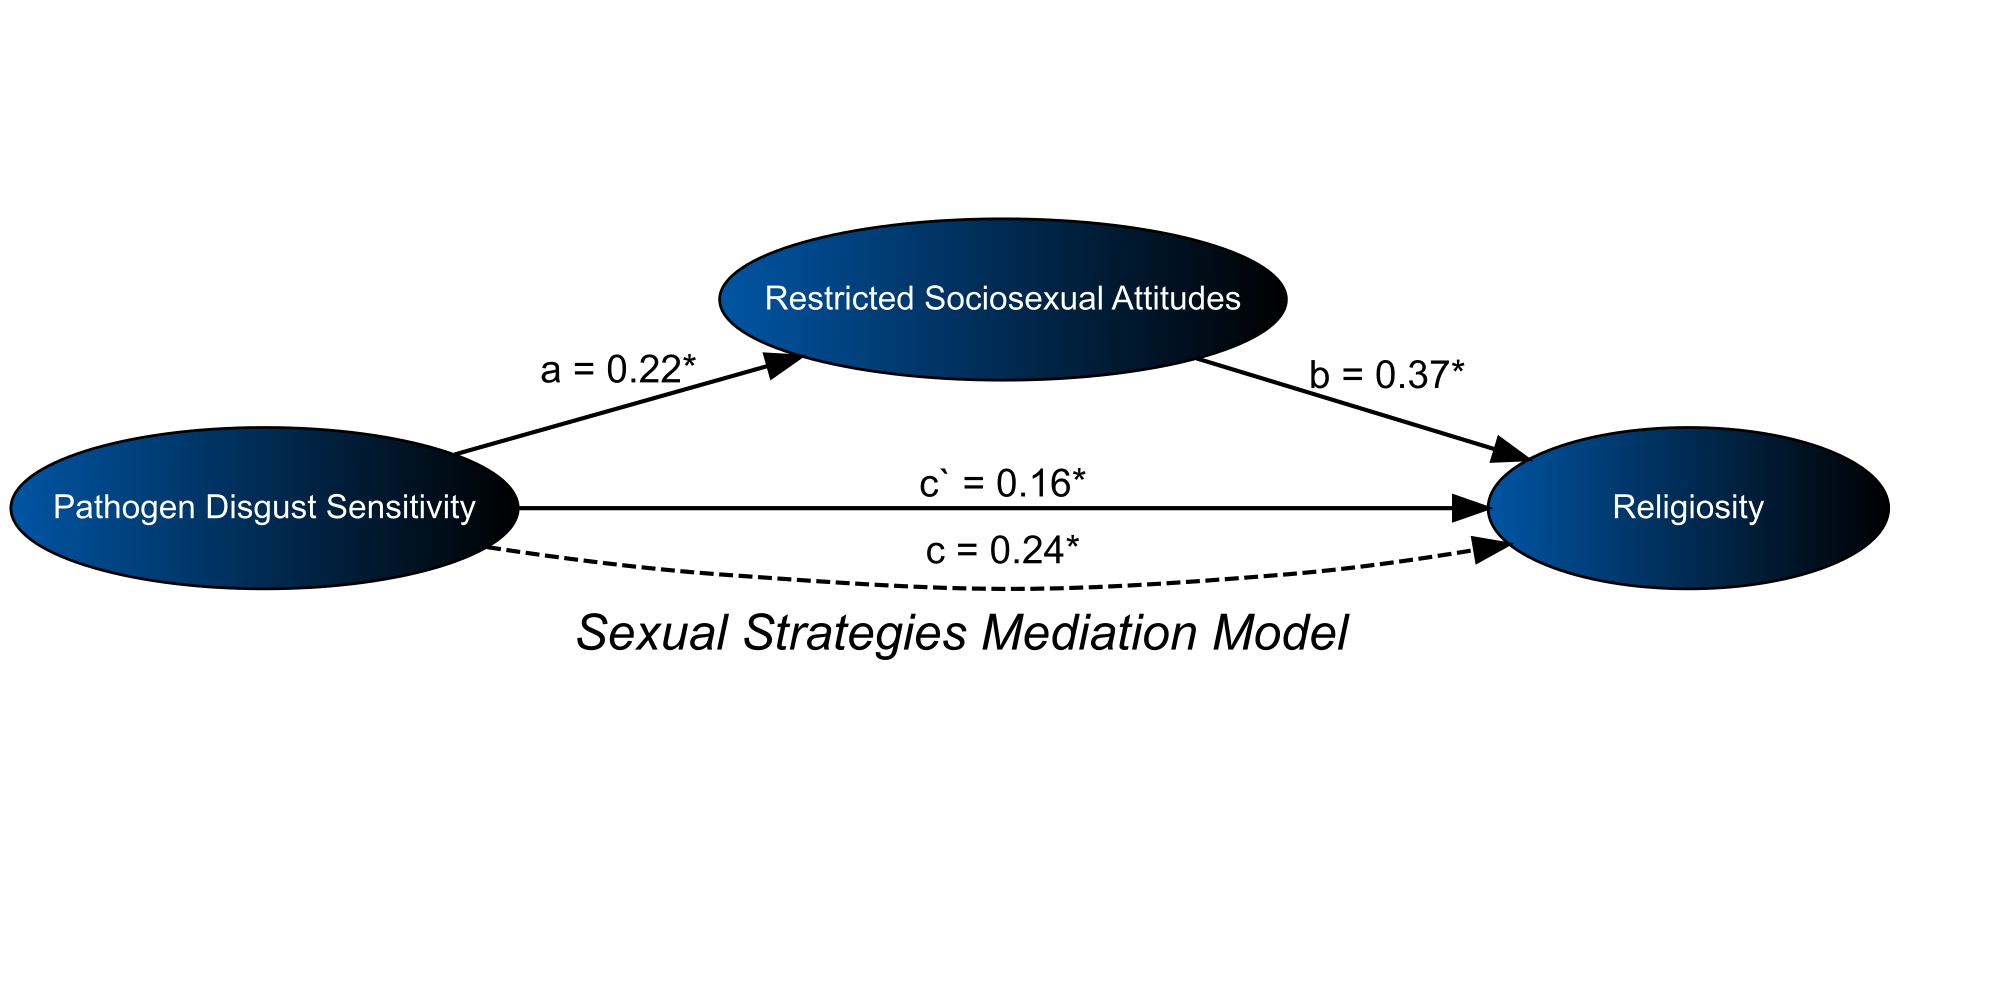 Restricted Sociosexual Attitudes
a = 0.22*
b = 0.37*
Pathogen Disgust Sensitivity
c` = 0.16*
Religiosity
c = 0.24*
Sexual Strategies Mediation Model